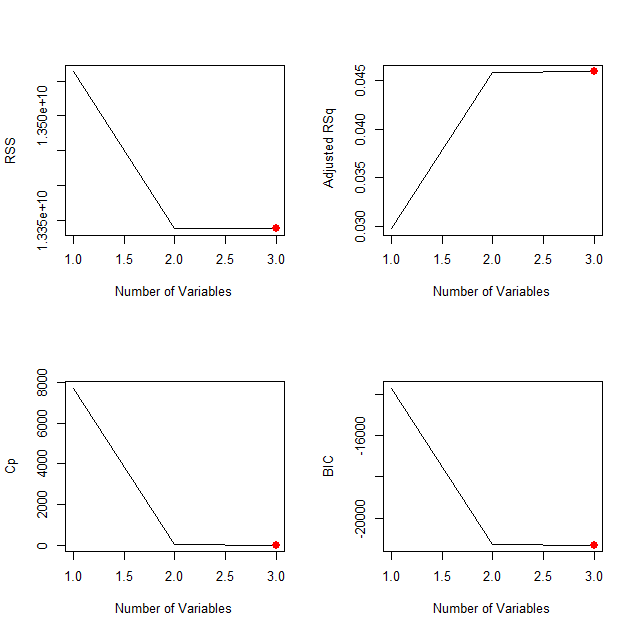 RSS
1.350e+10
1.335e+10
1.0 1.5 2.0 2.5 3.0
Number of Variables
Adjusted RSq
0.045
0.040
0.035
0.030
1.0 1.5 2.0 2.5 3.0
Number of Variables
Cp
8000
6000
4000
2000
0
1.0 1.5 2.0 2.5 3.0
Number of Variables
BIC
-16000
-20000
1.0 1.5 2.0 2.5 3.0
Number of Variables